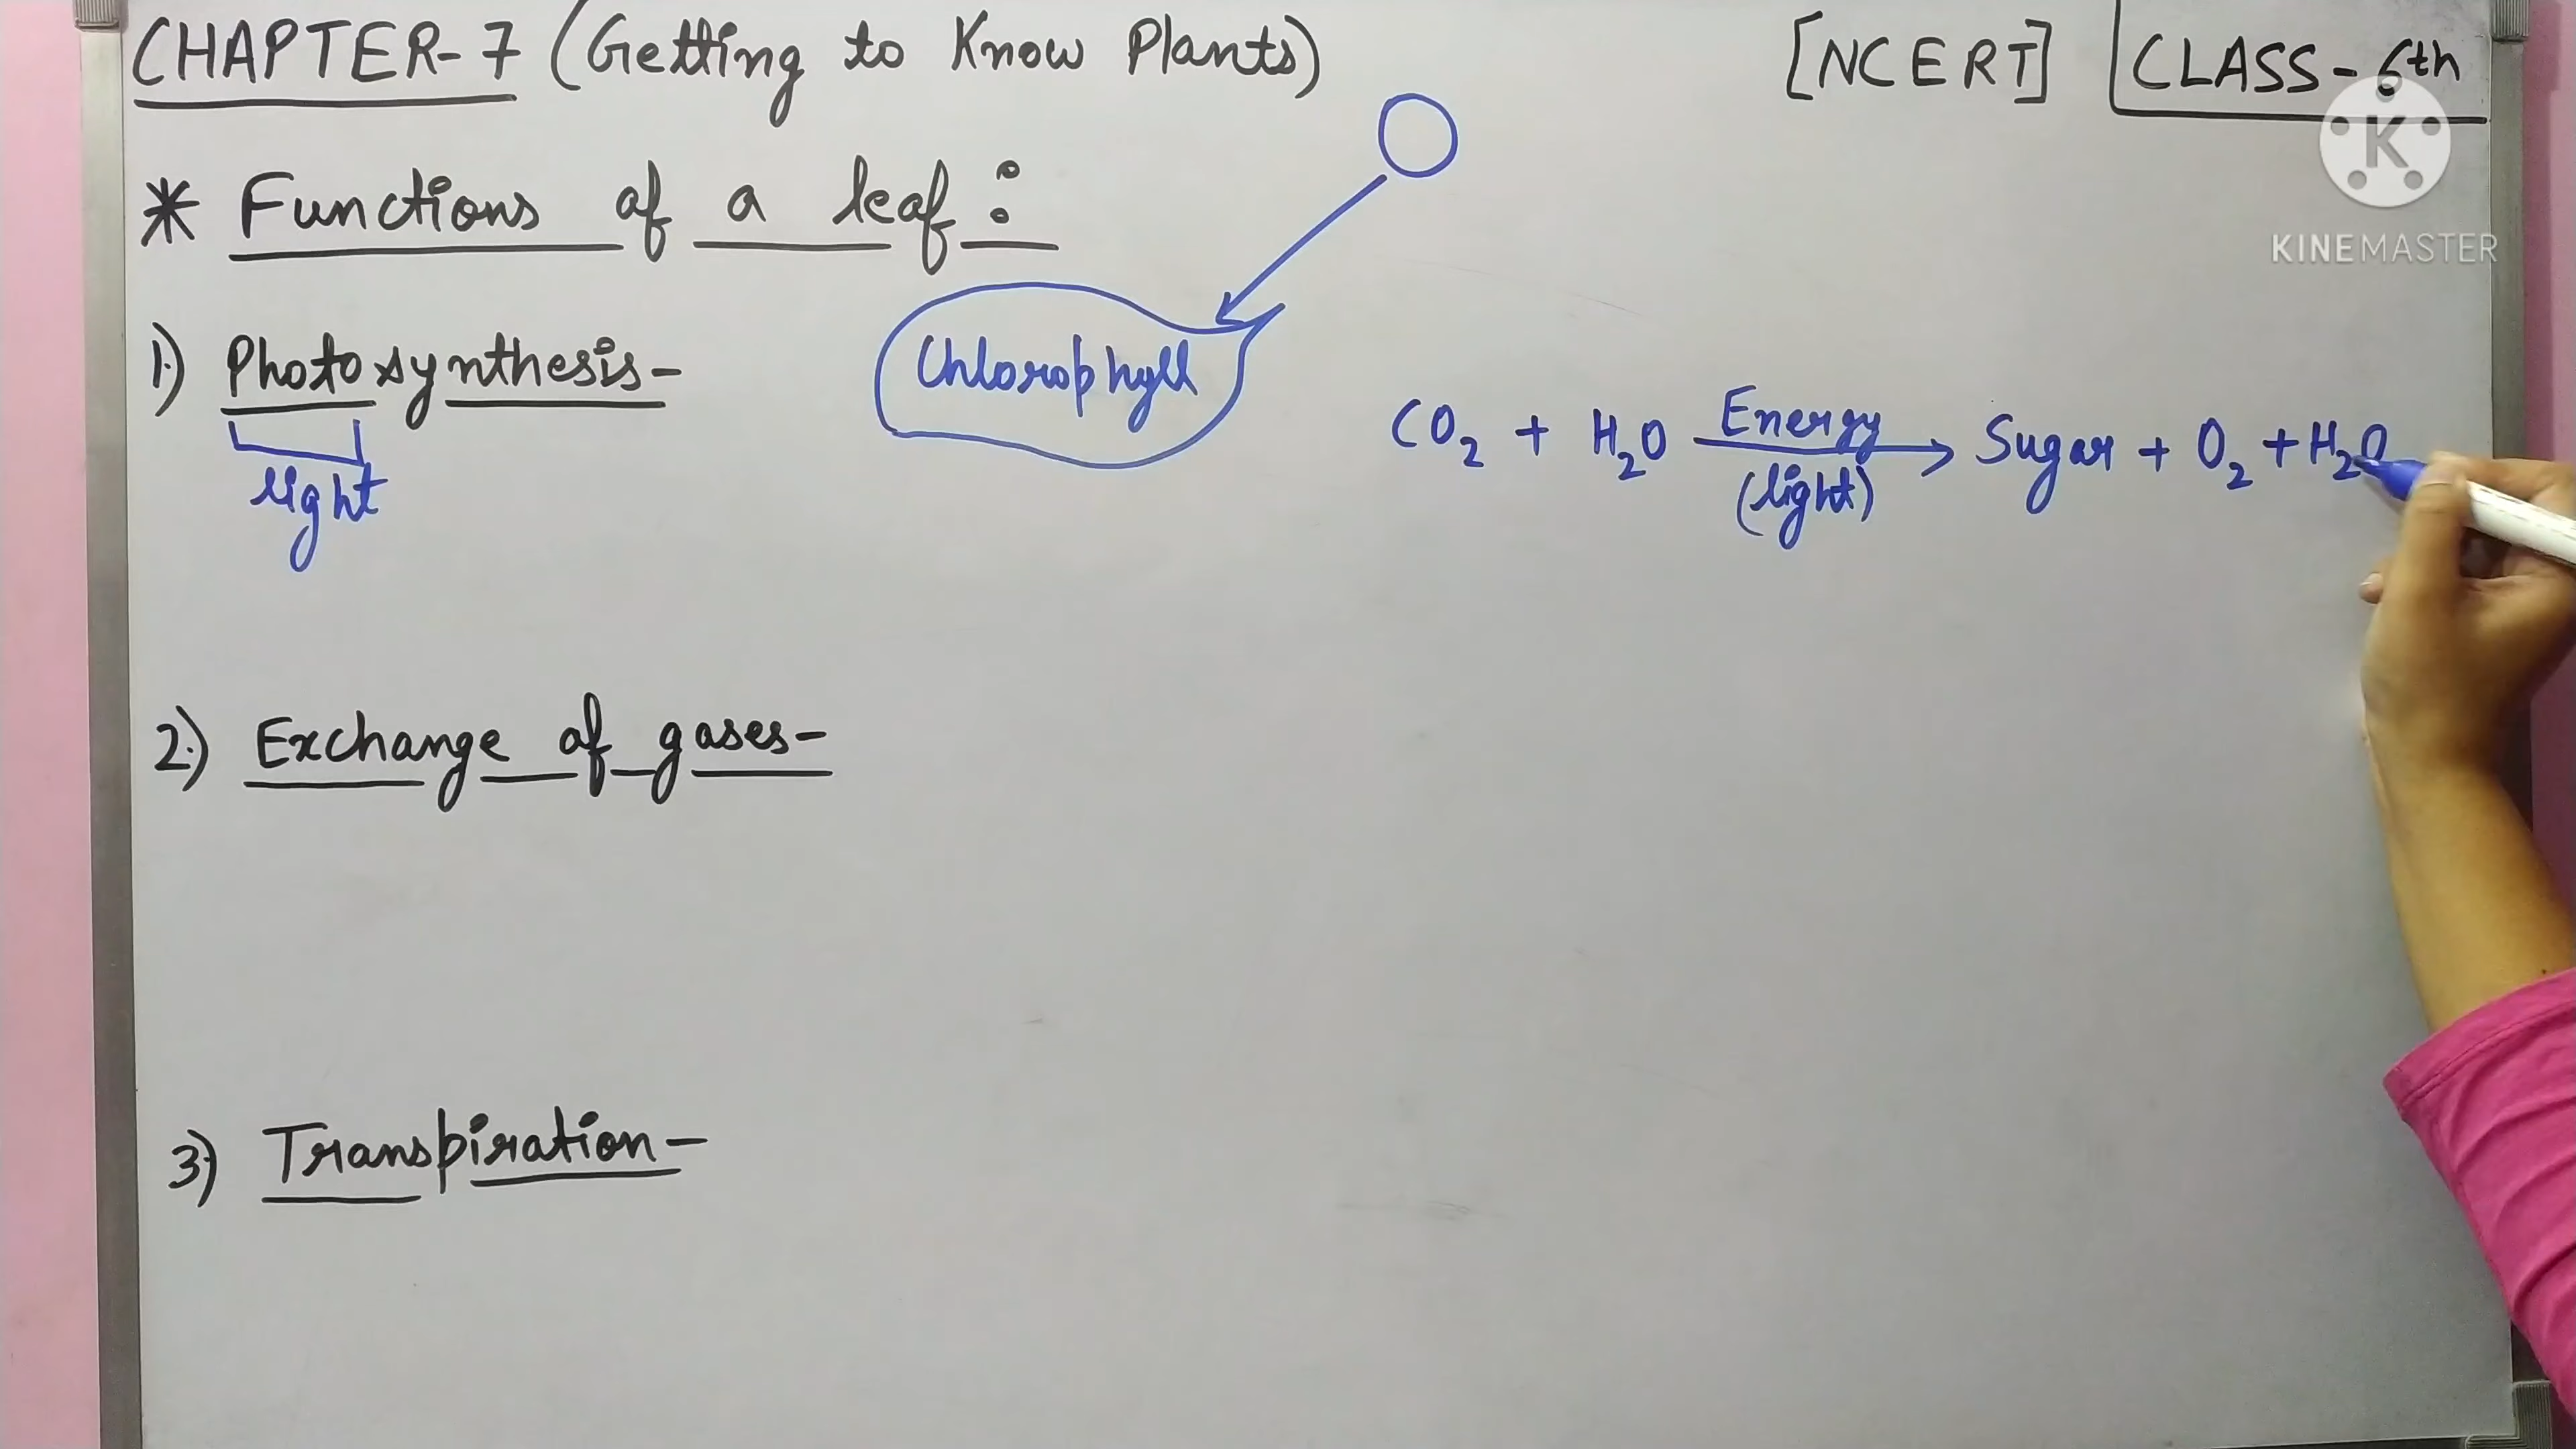 CHAPTER-7 (Getting to Know Plants) [NCERT] CLASS-6th
K
KINEMASTER
* Functions of a leaf :
1.) Photosynthesis-
light
Chlorophyll
CO₂ + H₂O Energy (light) → Sugar + O₂ + H₂O
2.) Exchange of gases-
3.) Transpiration-